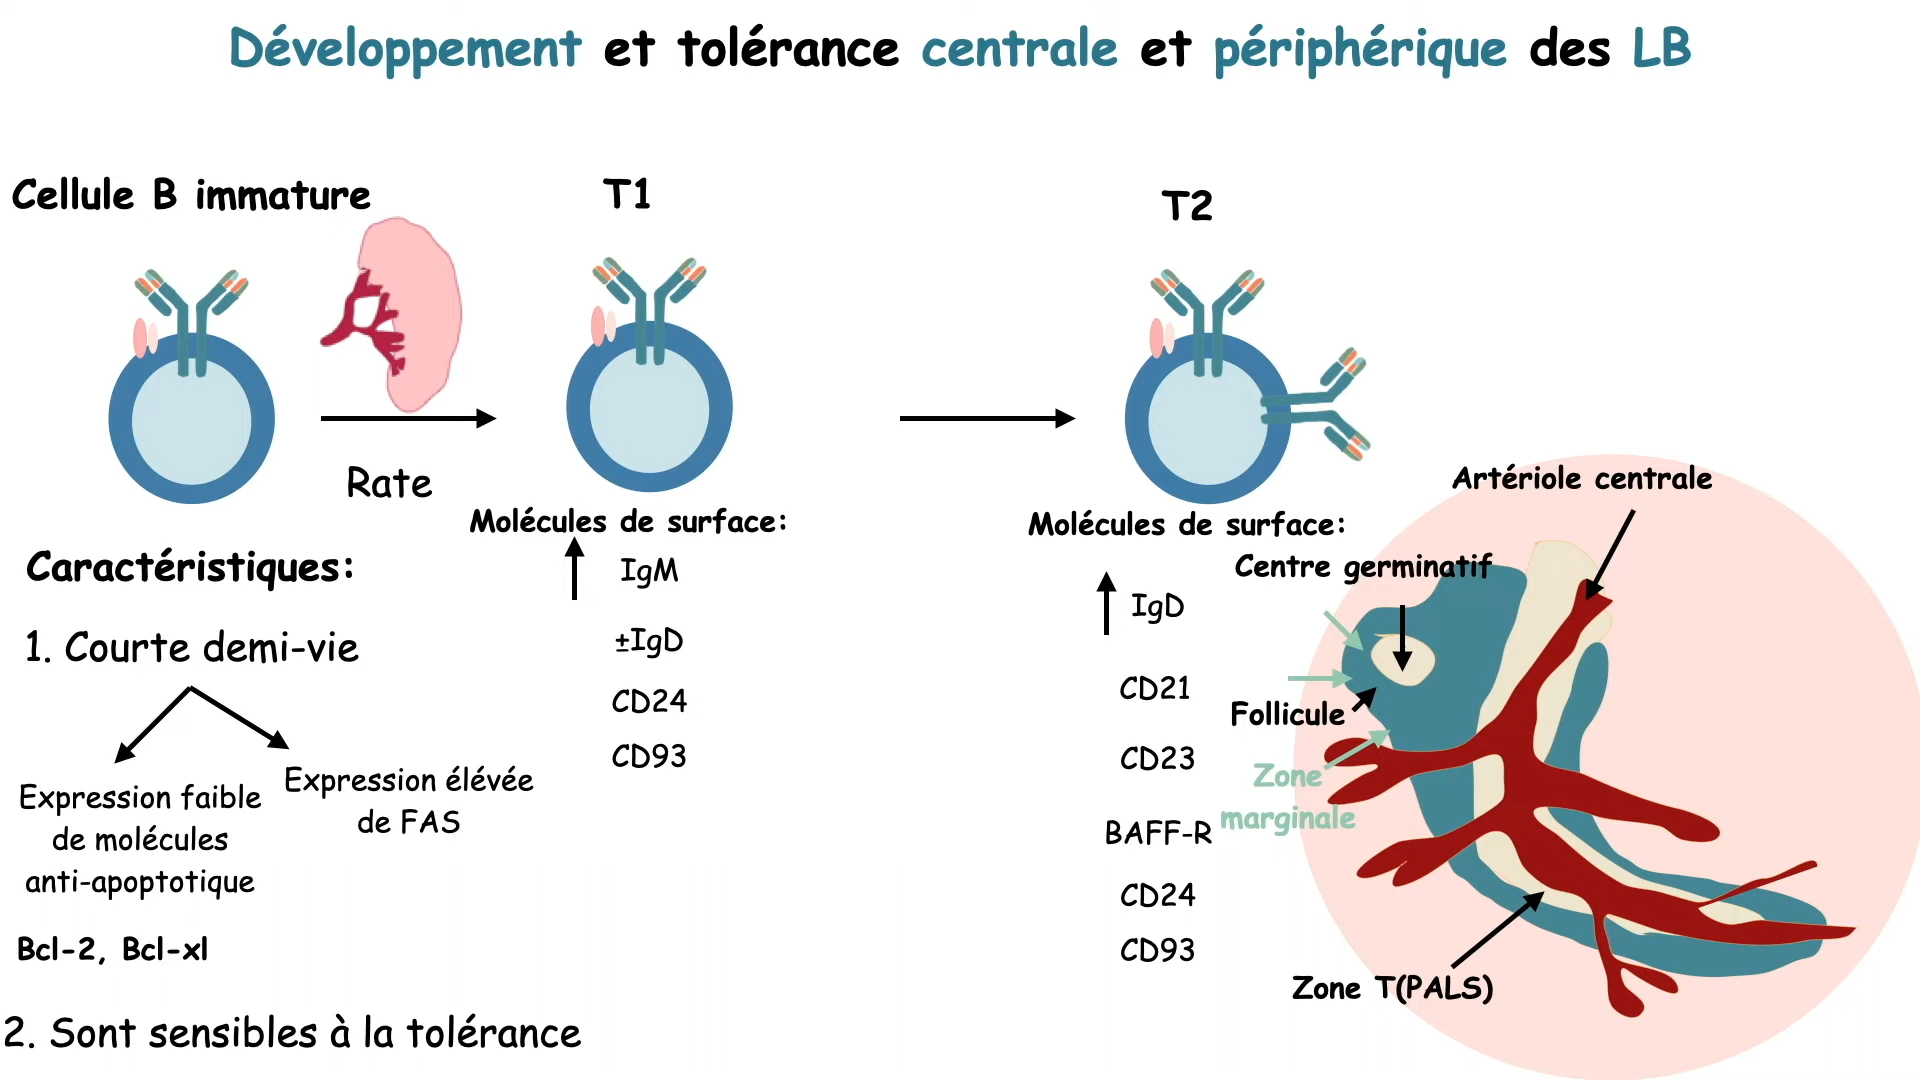 Développement et tolérance centrale et périphérique des LB
Cellule B immature
T1
T2
Rate
Caractéristiques:
1. Courte demi-vie
Expression faible
de molécules
anti-apoptotique
Expression élévée
de FAS
Bcl-2, Bcl-xl
2. Sont sensibles à la tolérance
Molécules de surface:
IgM
±IgD
CD24
CD93
Molécules de surface:
IgD
CD21
CD23
BAFF-R
CD24
CD93
Artériole centrale
Centre germinatif
Follicule
Zone
marginale
Zone T(PALS)